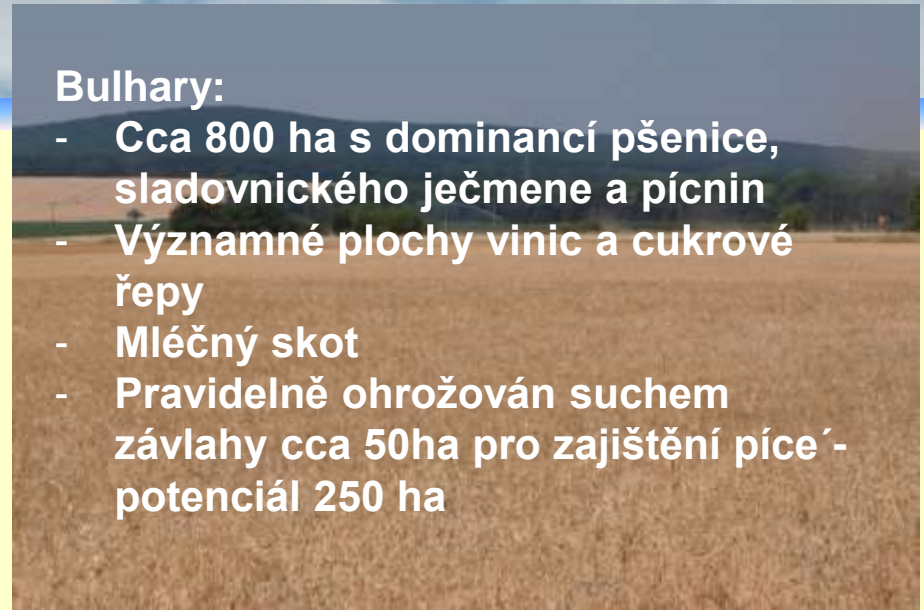 Bulhary:
- Cca 800 ha s dominancí pšenice,
sladovnického ječmene a pícnin
- Významné plochy vinic a cukrové
řepy
- Mléčný skot
- Pravidelně ohrožován suchem
závlahy cca 50ha pro zajištění píce´-
potenciál 250 ha